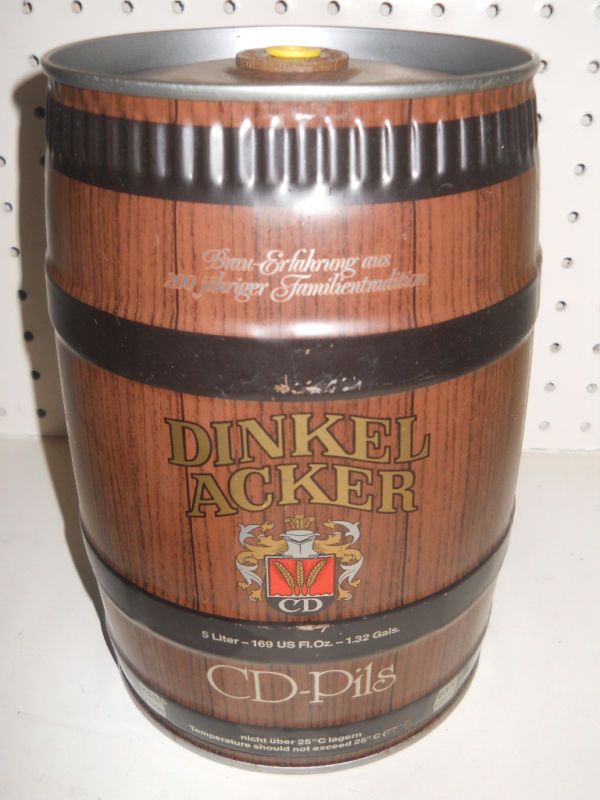 Brau-Erfahrung aus
200 jähriger Familientradition
DINKEL
ACKER
CD
5 Liter – 169 US Fl.Oz. – 1.32 Gals.
CD-Pils
nicht über 25°C lagern
Temperature should not exceed 25°C